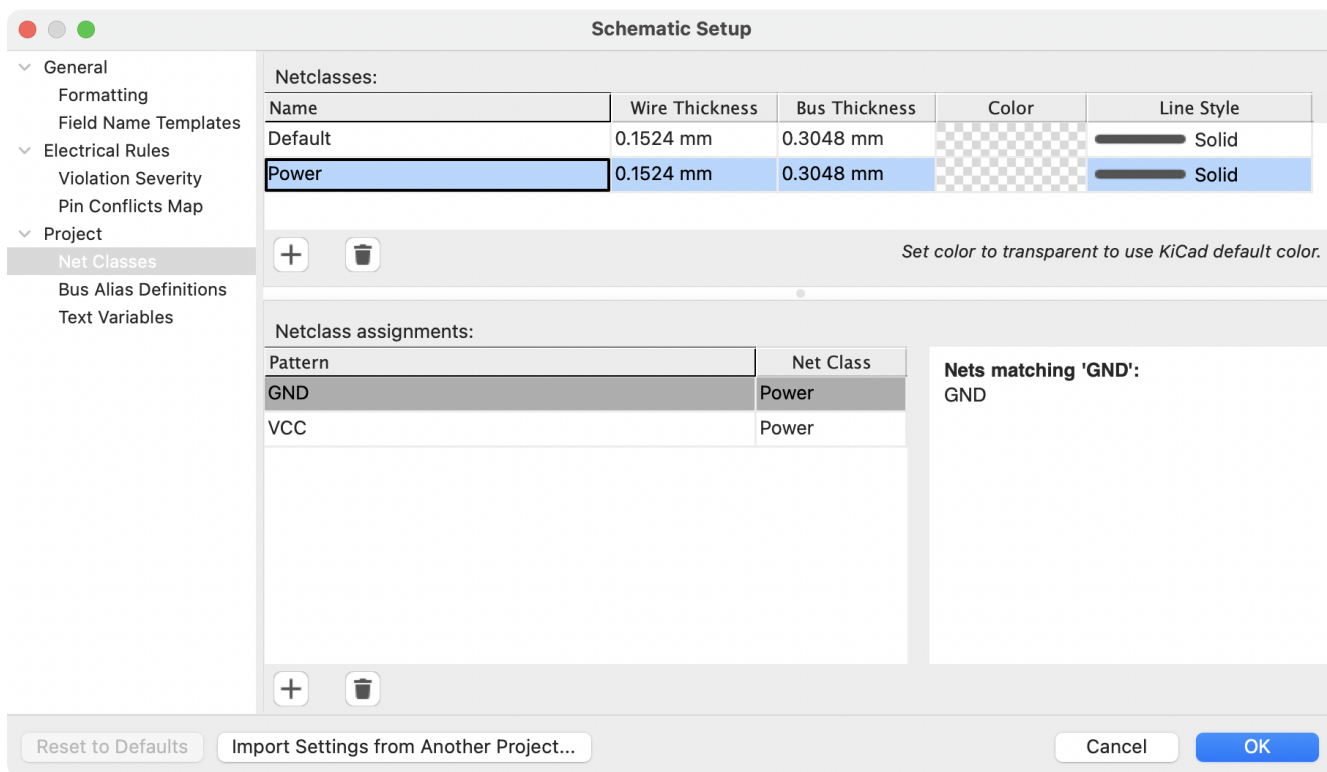 Schematic Setup
General
Formatting
Field Name Templates
Electrical Rules
Violation Severity
Pin Conflicts Map
Project
Net Classes
Bus Alias Definitions
Text Variables
Netclasses:
Name Wire Thickness Bus Thickness Color Line Style
Default 0.1524 mm 0.3048 mm Solid
Power 0.1524 mm 0.3048 mm Solid
Set color to transparent to use KiCad default color.
Netclass assignments:
Pattern Net Class
GND Power
VCC Power
Nets matching 'GND':
GND
Reset to Defaults Import Settings from Another Project... Cancel OK